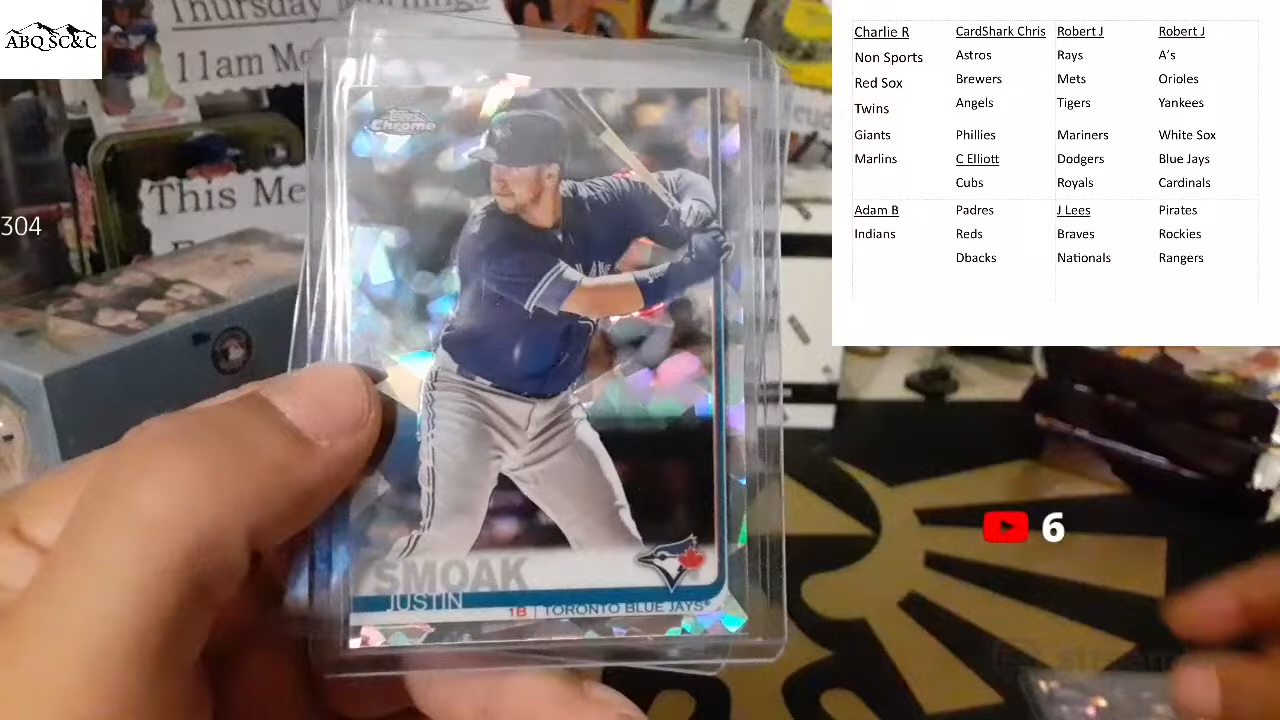 ABQ SC&C
Thursday Morning
11am Mo
This Me
304
Topps
Chrome
SMOAK
JUSTIN
1B | TORONTO BLUE JAYS
Charlie R
Non Sports
Red Sox
Twins
Giants
Marlins
Adam B
Indians
CardShark Chris
Astros
Brewers
Angels
Phillies
C Elliott
Cubs
Padres
Reds
Dbacks
Robert J
Rays
Mets
Tigers
Mariners
Dodgers
Royals
J Lees
Braves
Nationals
Robert J
A's
Orioles
Yankees
White Sox
Blue Jays
Cardinals
Pirates
Rockies
Rangers
6